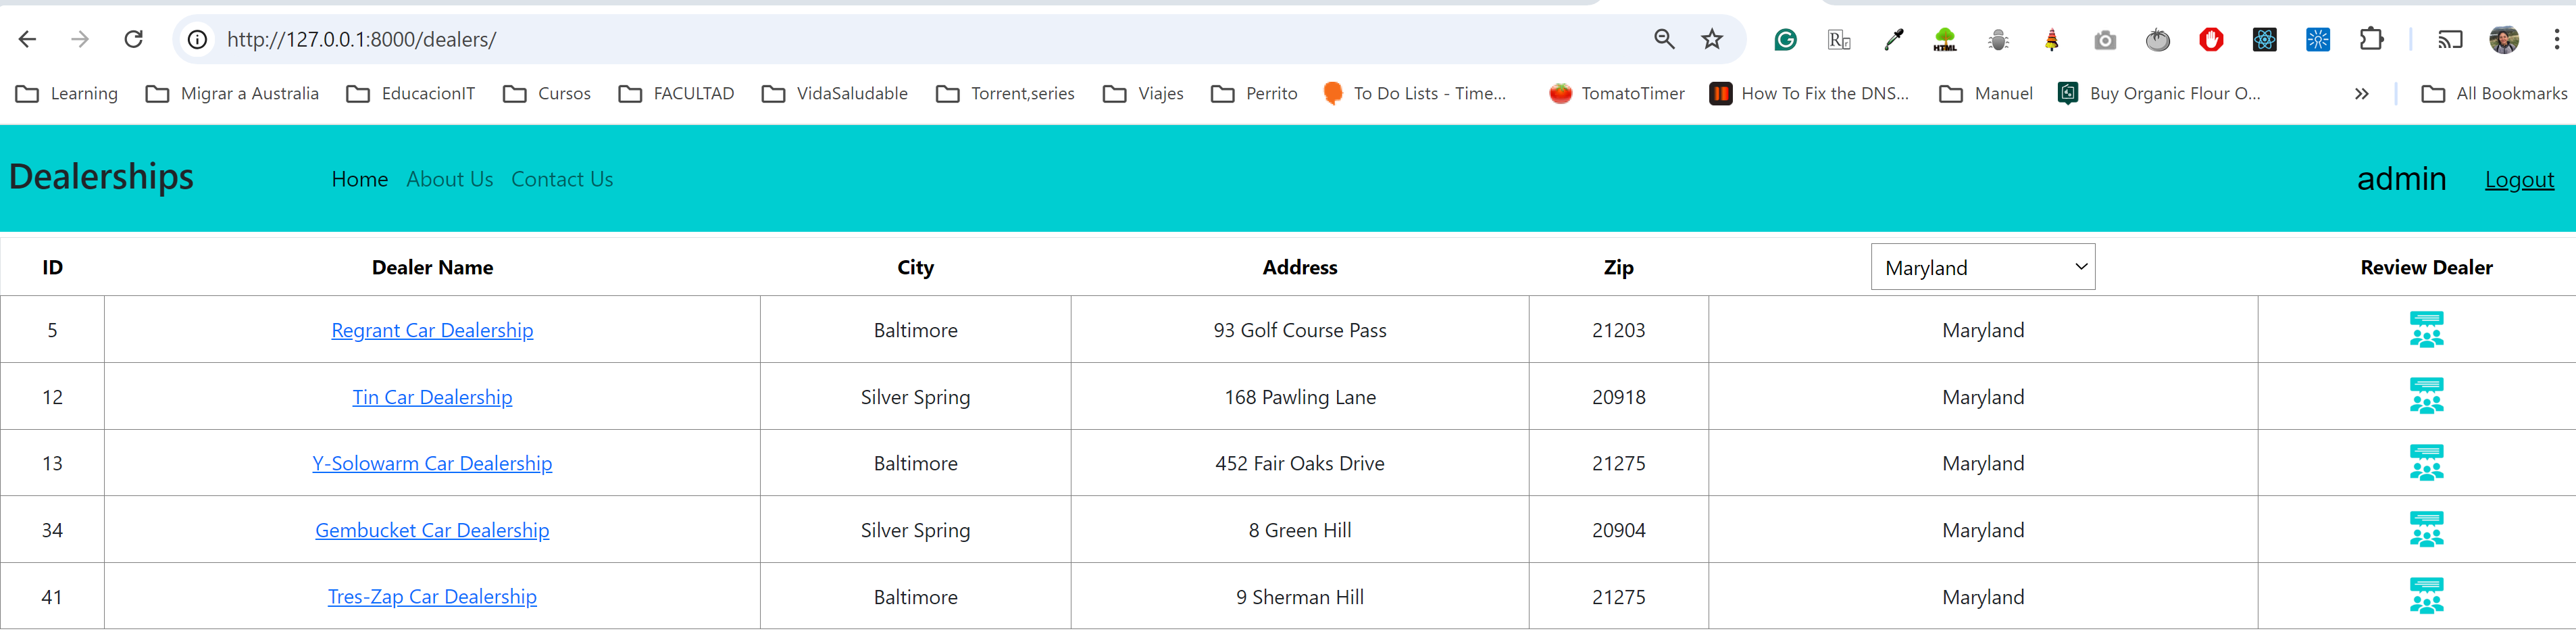 http://127.0.0.1:8000/dealers/
Learning Migrar a Australia EducacionIT Cursos FACULTAD VidaSaludable Torrent,series Viajes Perrito To Do Lists - Time... TomatoTimer How To Fix the DNS... Manuel Buy Organic Flour O... » All Bookmarks
Dealerships Home About Us Contact Us admin Logout
ID Dealer Name City Address Zip Maryland Review Dealer
5 Regrant Car Dealership Baltimore 93 Golf Course Pass 21203 Maryland
12 Tin Car Dealership Silver Spring 168 Pawling Lane 20918 Maryland
13 Y-Solowarm Car Dealership Baltimore 452 Fair Oaks Drive 21275 Maryland
34 Gembucket Car Dealership Silver Spring 8 Green Hill 20904 Maryland
41 Tres-Zap Car Dealership Baltimore 9 Sherman Hill 21275 Maryland